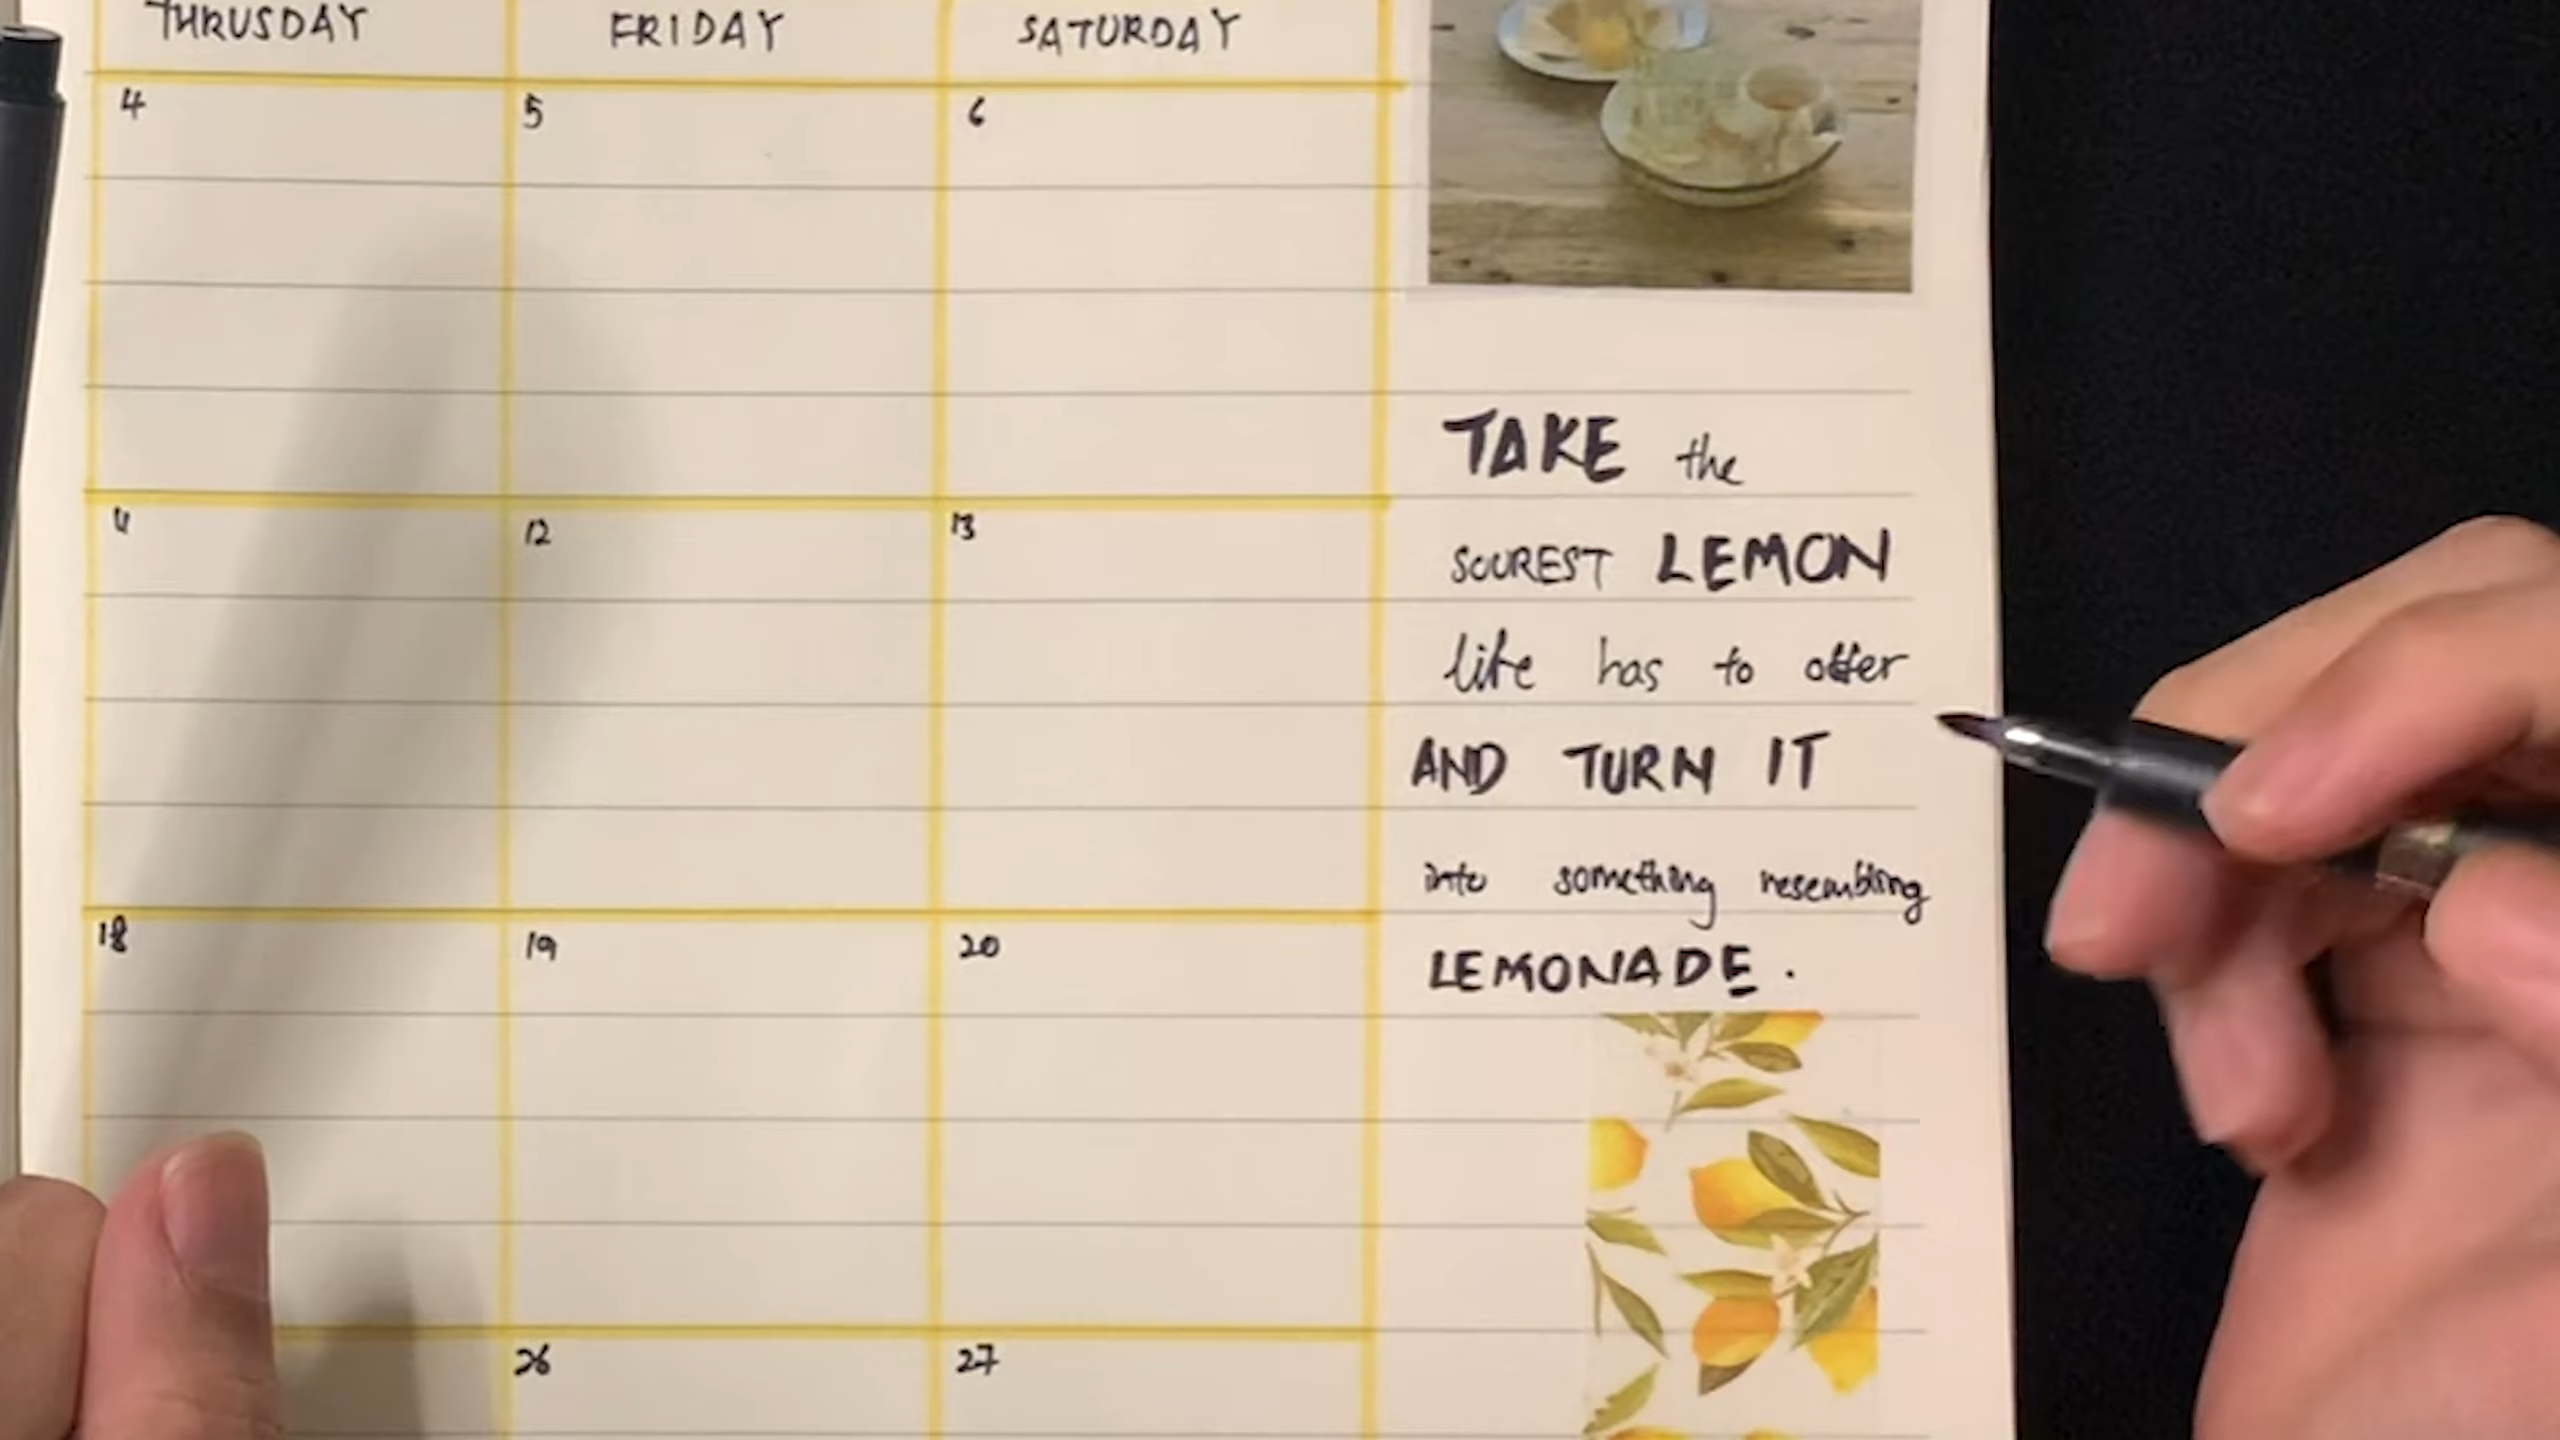 THRUSDAY FRIDAY SATURDAY
4 5 6
11 12 13
18 19 20
26 27
TAKE the
SOUREST LEMON
life has to offer
AND TURN IT
into something resembling
LEMONADE.